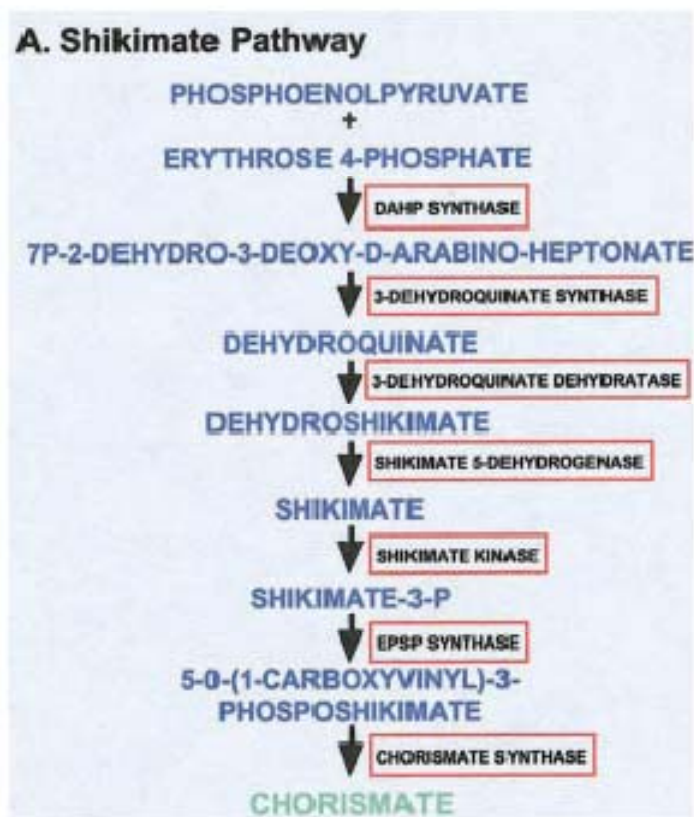 A. Shikimate Pathway
PHOSPHOENOLPYRUVATE
+
ERYTHROSE 4-PHOSPHATE
DAHP SYNTHASE
7P-2-DEHYDRO-3-DEOXY-D-ARABINO-HEPTONATE
3-DEHYDROQUINATE SYNTHASE
DEHYDROQUINATE
3-DEHYDROQUINATE DEHYDRATASE
DEHYDROSHIKIMATE
SHIKIMATE 5-DEHYDROGENASE
SHIKIMATE
SHIKIMATE KINASE
SHIKIMATE-3-P
EPSP SYNTHASE
5-0-(1-CARBOXYVINYL)-3-
PHOSPOSHIKIMATE
CHORISMATE SYNTHASE
CHORISMATE